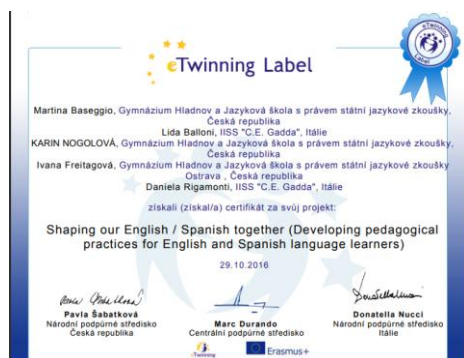 eTwinning Label
Martina Baseggio, Gymnázium Hladnov a Jazyková škola s právem státní jazykové zkoušky,
Česká republika
Lida Balloni, IISS "C.E. Gadda", Itálie
KARIN NOGOLOVÁ, Gymnázium Hladnov a Jazyková škola s právem státní jazykové zkoušky,
Česká republika
Ivana Freitagová, Gymnázium Hladnov a Jazyková škola s právem státní jazykové zkoušky
Ostrava , Česká republika
Daniela Rigamonti, IISS "C.E. Gadda", Itálie
získali (získal/a) certifikát za svůj projekt:
Shaping our English / Spanish together (Developing pedagogical
practices for English and Spanish language learners)
29.10.2016
Pavla Šabatková
Národní podpůrné středisko
Česká republika
Marc Durando
Centrální podpůrné středisko
Donatella Nucci
Národní podpůrné středisko
Itálie
eTwinning
Erasmus+